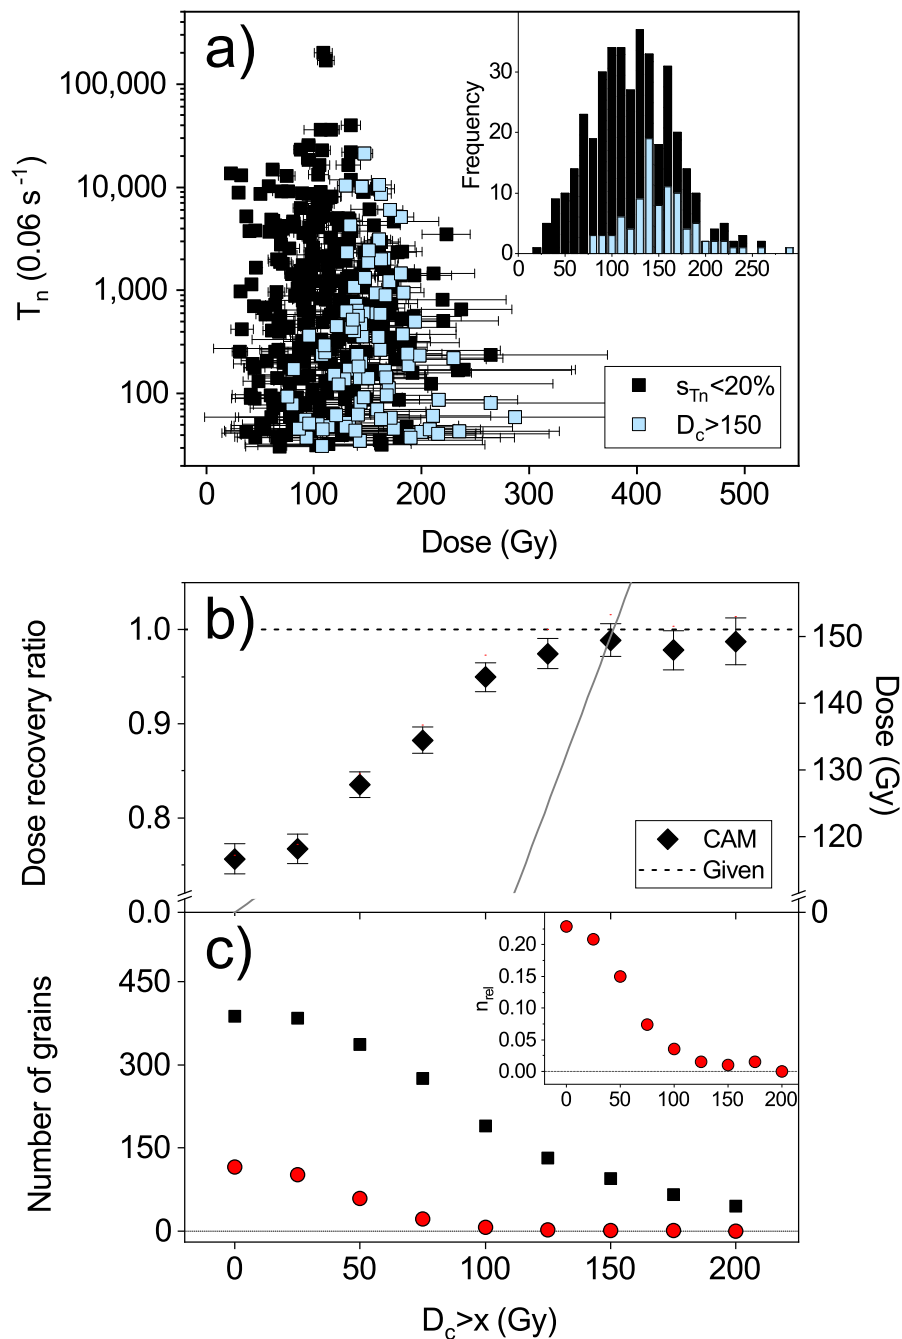 a)
100,000
10,000
1,000
100
Tn (0.06 s-1)
0 100 200 300 400 500
Dose (Gy)
Frequency
30
20
10
0
0 50 100 150 200 250
sTn<20%
Dc>150
b)
1.0
0.9
0.8
0.0
Dose recovery ratio
150
140
130
120
0
Dose (Gy)
CAM
Given
c)
450
300
150
0
Number of grains
0.20
0.15
0.10
0.05
0.00
nrel
0 50 100 150 200
0 50 100 150 200
Dc>x (Gy)